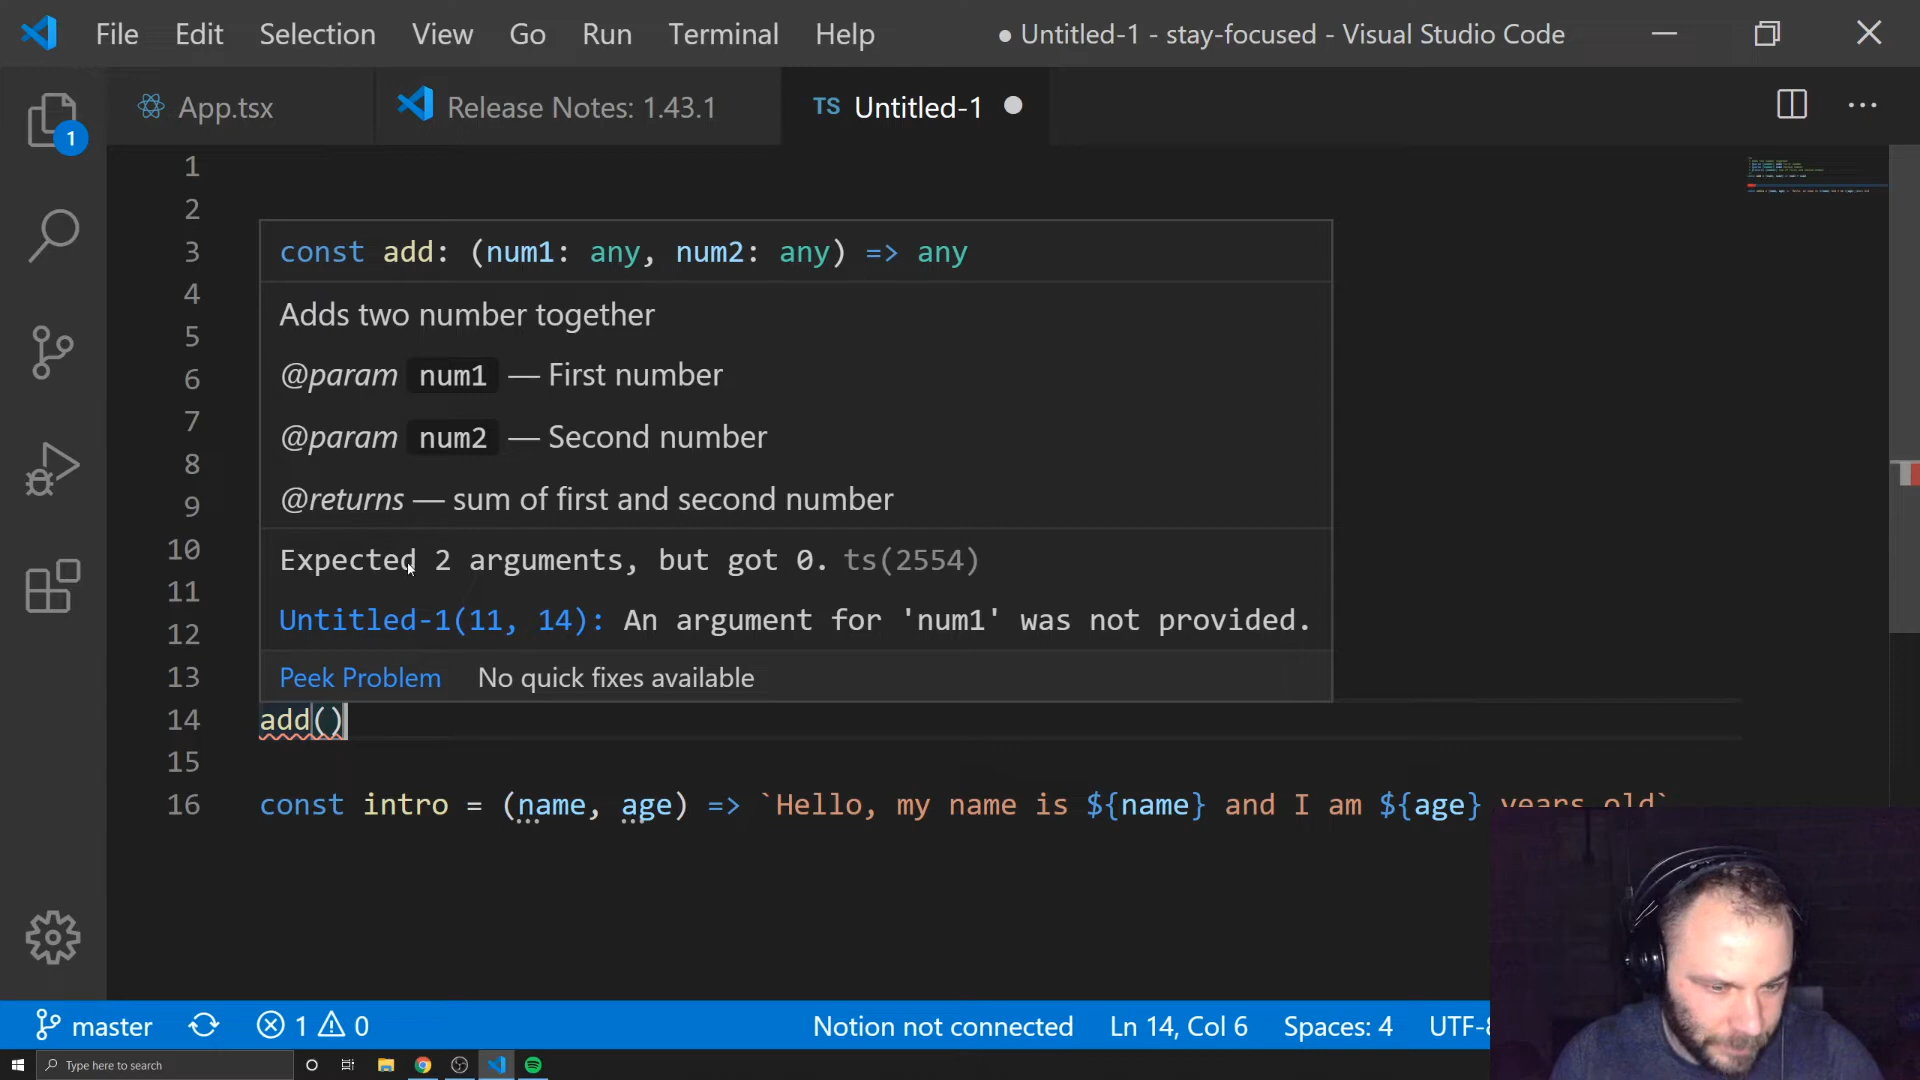 File Edit Selection View Go Run Terminal Help ● Untitled-1 - stay-focused - Visual Studio Code
App.tsx Release Notes: 1.43.1 TS Untitled-1
1
1
2
3
4
5
6
7
8
9
10
11
12
13
const add: (num1: any, num2: any) => any
Adds two number together
@param num1 — First number
@param num2 — Second number
@returns — sum of first and second number
Expected 2 arguments, but got 0. ts(2554)
Untitled-1(11, 14): An argument for 'num1' was not provided.
Peek Problem No quick fixes available
14 add()
15
16 const intro = (name, age) => `Hello, my name is ${name} and I am ${age} years old`
master 1 0 Notion not connected Ln 14, Col 6 Spaces: 4 UTF-8
Type here to search